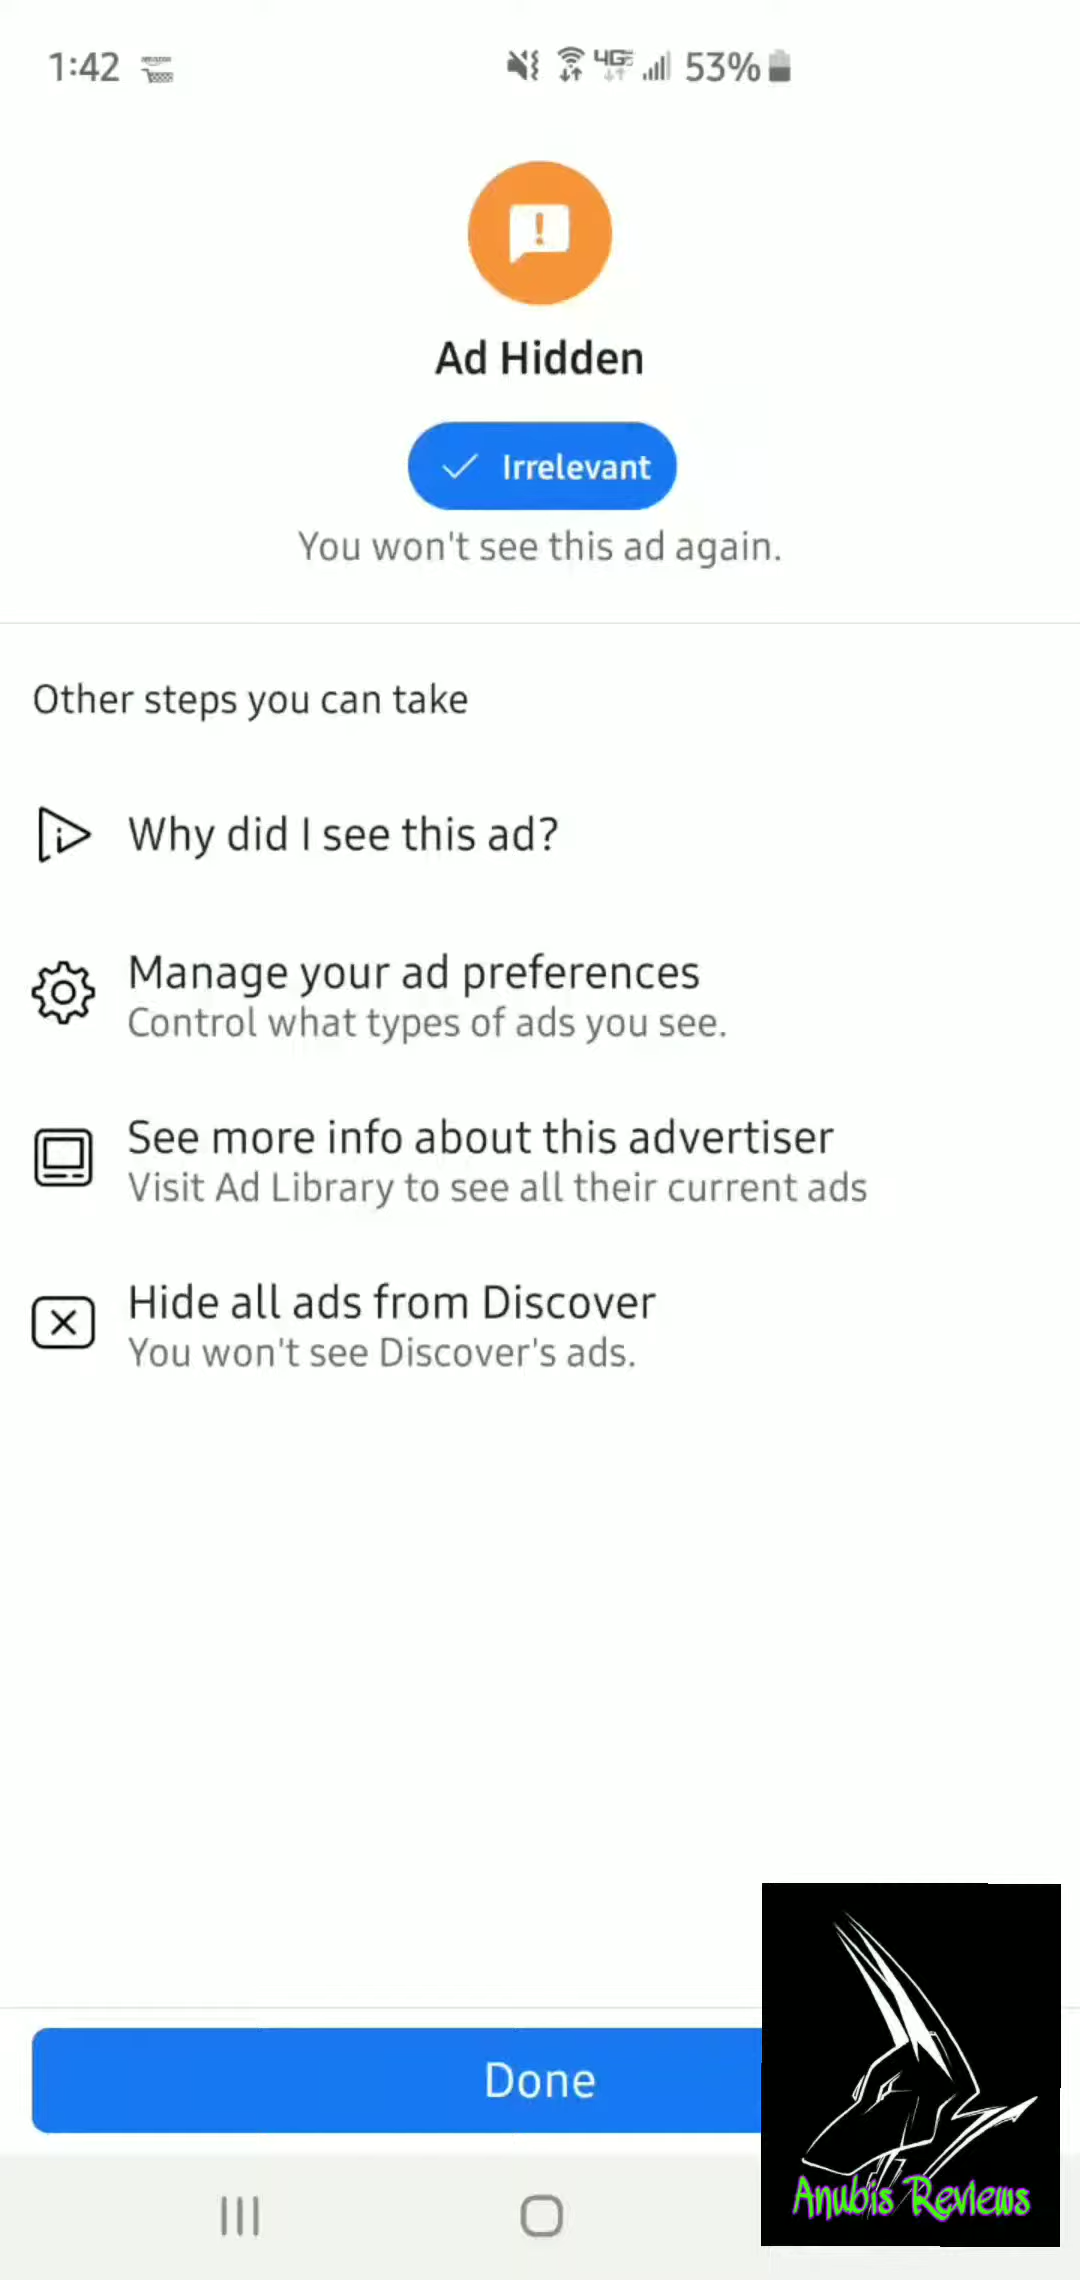 1:42
4GE 53%
Ad Hidden
Irrelevant
You won't see this ad again.
Other steps you can take
Why did I see this ad?
Manage your ad preferences
Control what types of ads you see.
See more info about this advertiser
Visit Ad Library to see all their current ads
Hide all ads from Discover
You won't see Discover's ads.
Done
Anubis Reviews